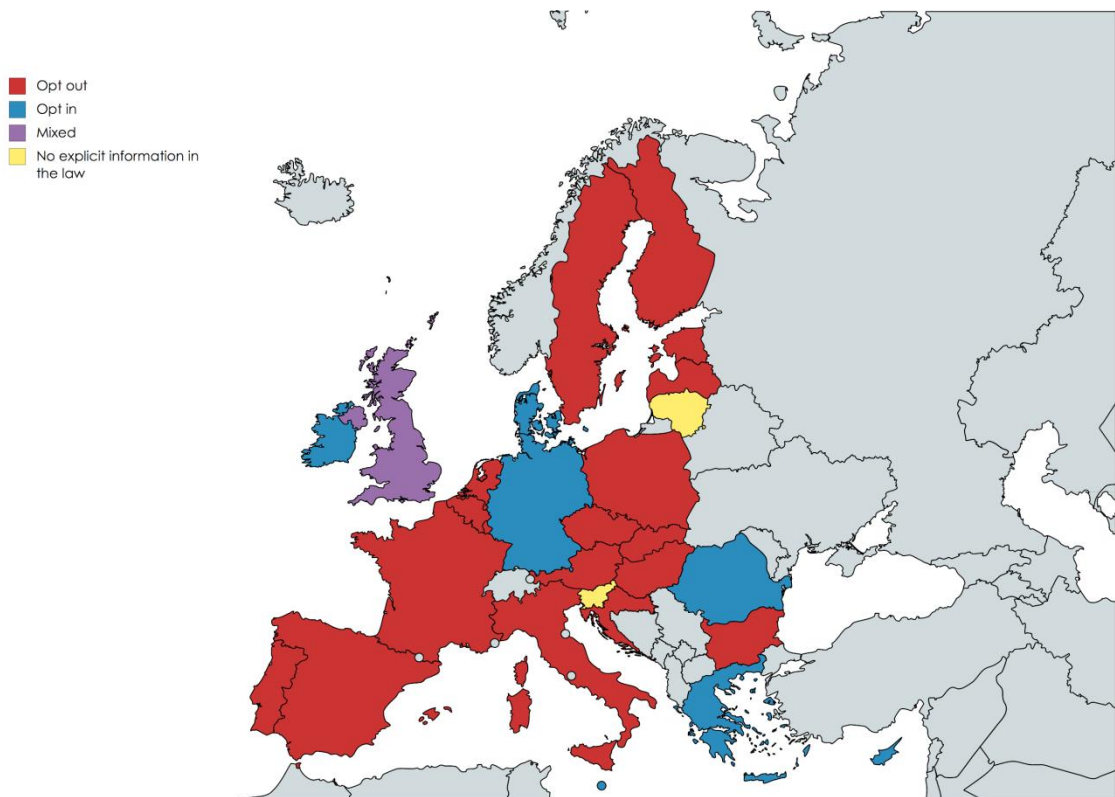 Opt out
Opt in
Mixed
No explicit information in
the law